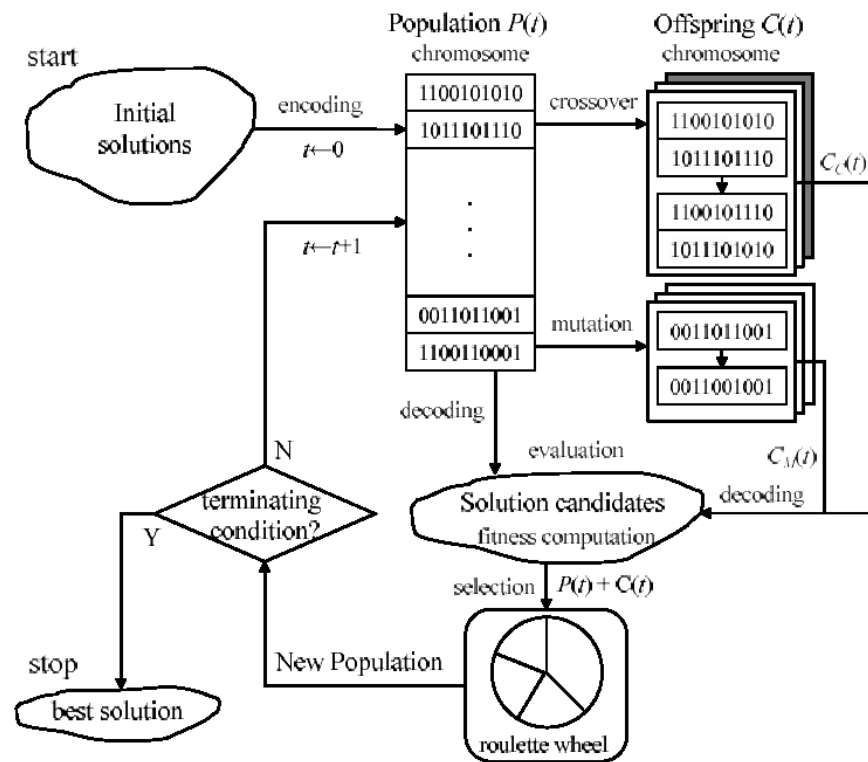 Population P(t)
Offspring C(t)
start
chromosome
chromosome
Initial
solutions
encoding
t←0
1100101010
1011101110
.
.
.
0011011001
1100110001
crossover
1100101010
1011101110
1100101110
1011101010
C_C(t)
t←t+1
mutation
0011011001
0011001001
C_M(t)
decoding
evaluation
decoding
N
terminating
condition?
Y
Solution candidates
fitness computation
selection
P(t) + C(t)
New Population
roulette wheel
stop
best solution